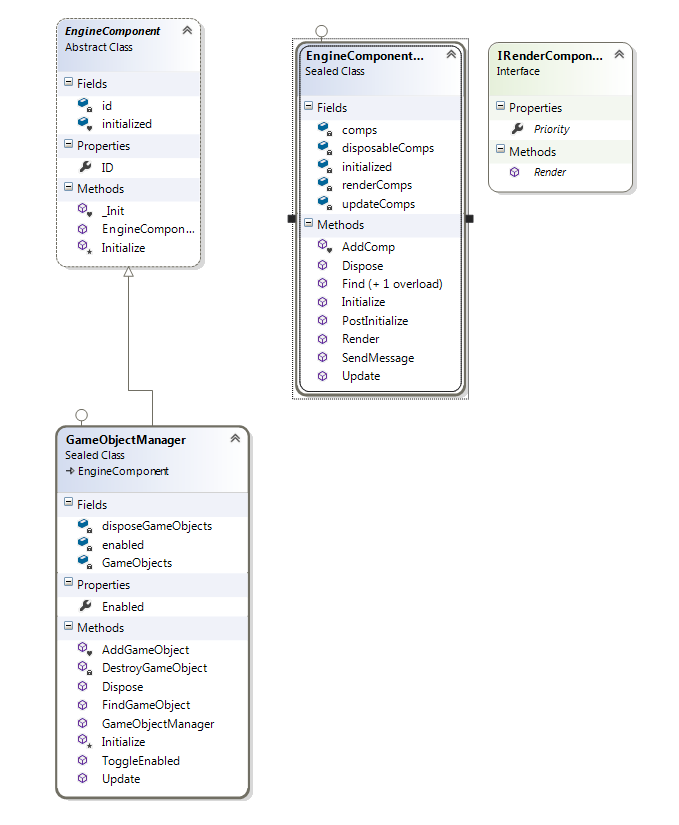 EngineComponent
Abstract Class
Fields
id
initialized
Properties
ID
Methods
_Init
EngineCompon...
Initialize
EngineComponent...
Sealed Class
Fields
comps
disposableComps
initialized
renderComps
updateComps
Methods
AddComp
Dispose
Find (+ 1 overload)
Initialize
PostInitialize
Render
SendMessage
Update
IRenderCompon...
Interface
Properties
Priority
Methods
Render
GameObjectManager
Sealed Class
EngineComponent
Fields
disposeGameObjects
enabled
GameObjects
Properties
Enabled
Methods
AddGameObject
DestroyGameObject
Dispose
FindGameObject
GameObjectManager
Initialize
ToggleEnabled
Update